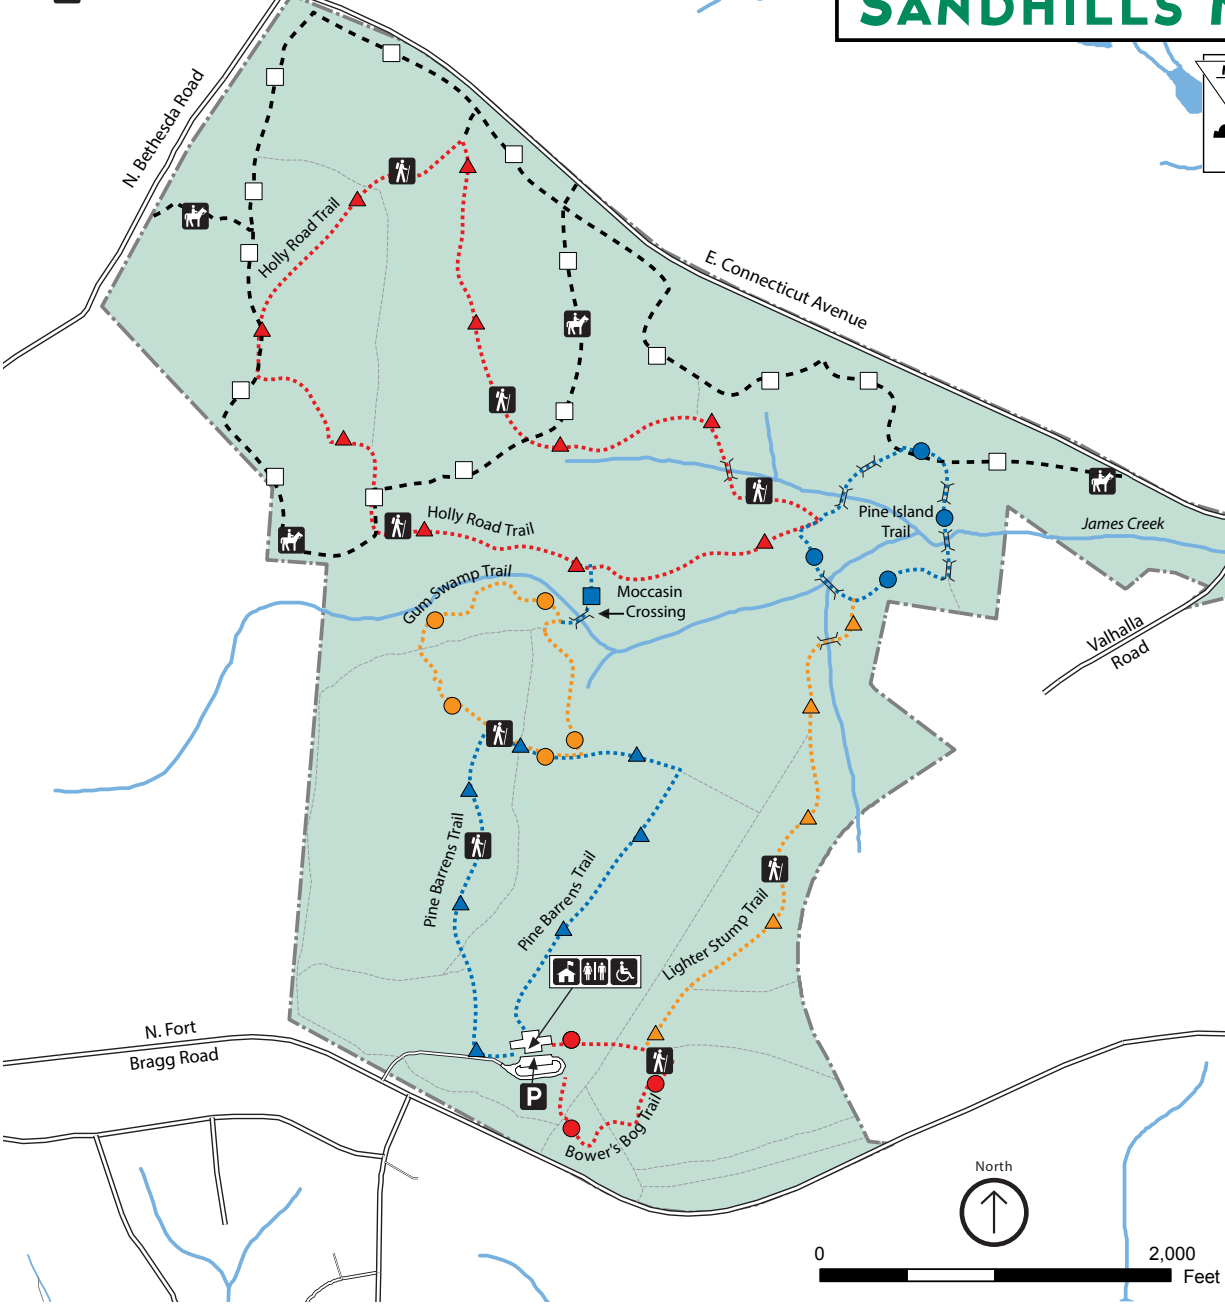 SANDHILLS
N. Bethesda Road
Holly Road Trail
E. Connecticut Avenue
Pine Island
Trail
James Creek
Holly Road Trail
Gum Swamp Trail
Moccasin
Crossing
Valhalla
Road
Pine Barrens Trail
Pine Barrens Trail
Lighter Stump Trail
N. Fort
Bragg Road
P
Bower's Bog Trail
North
0
2,000
Feet